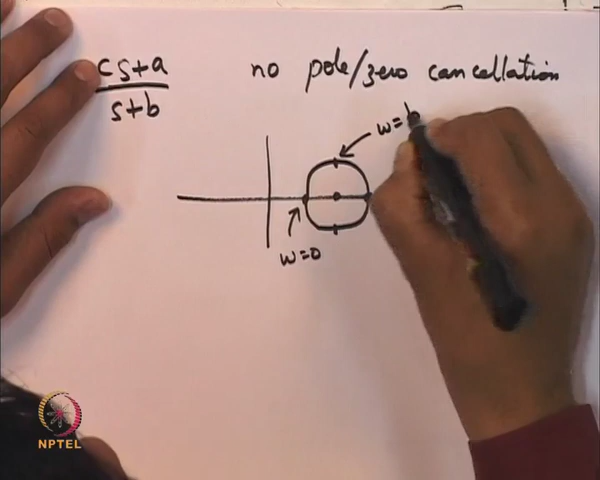 cs+a
s+b
no pole/zero cancellation
w=b
w=0
NPTEL